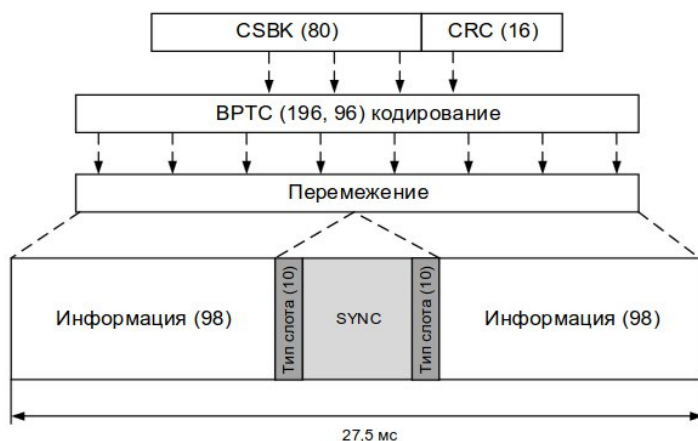 CSBK (80) CRC (16)
BPTC (196, 96) кодирование
Перемежение
Информация (98) Тип слота (10) SYNC Тип слота (10) Информация (98)
27.5 мс